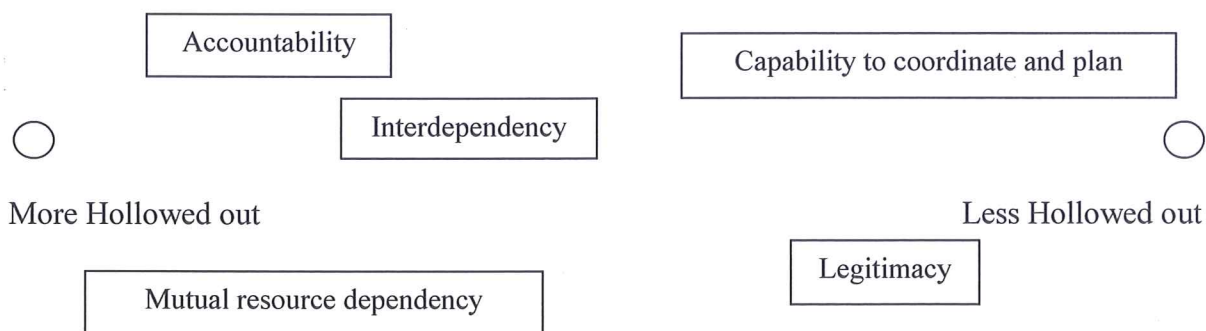 Accountability
Capability to coordinate and plan
Interdependency
More Hollowed out
Less Hollowed out
Legitimacy
Mutual resource dependency